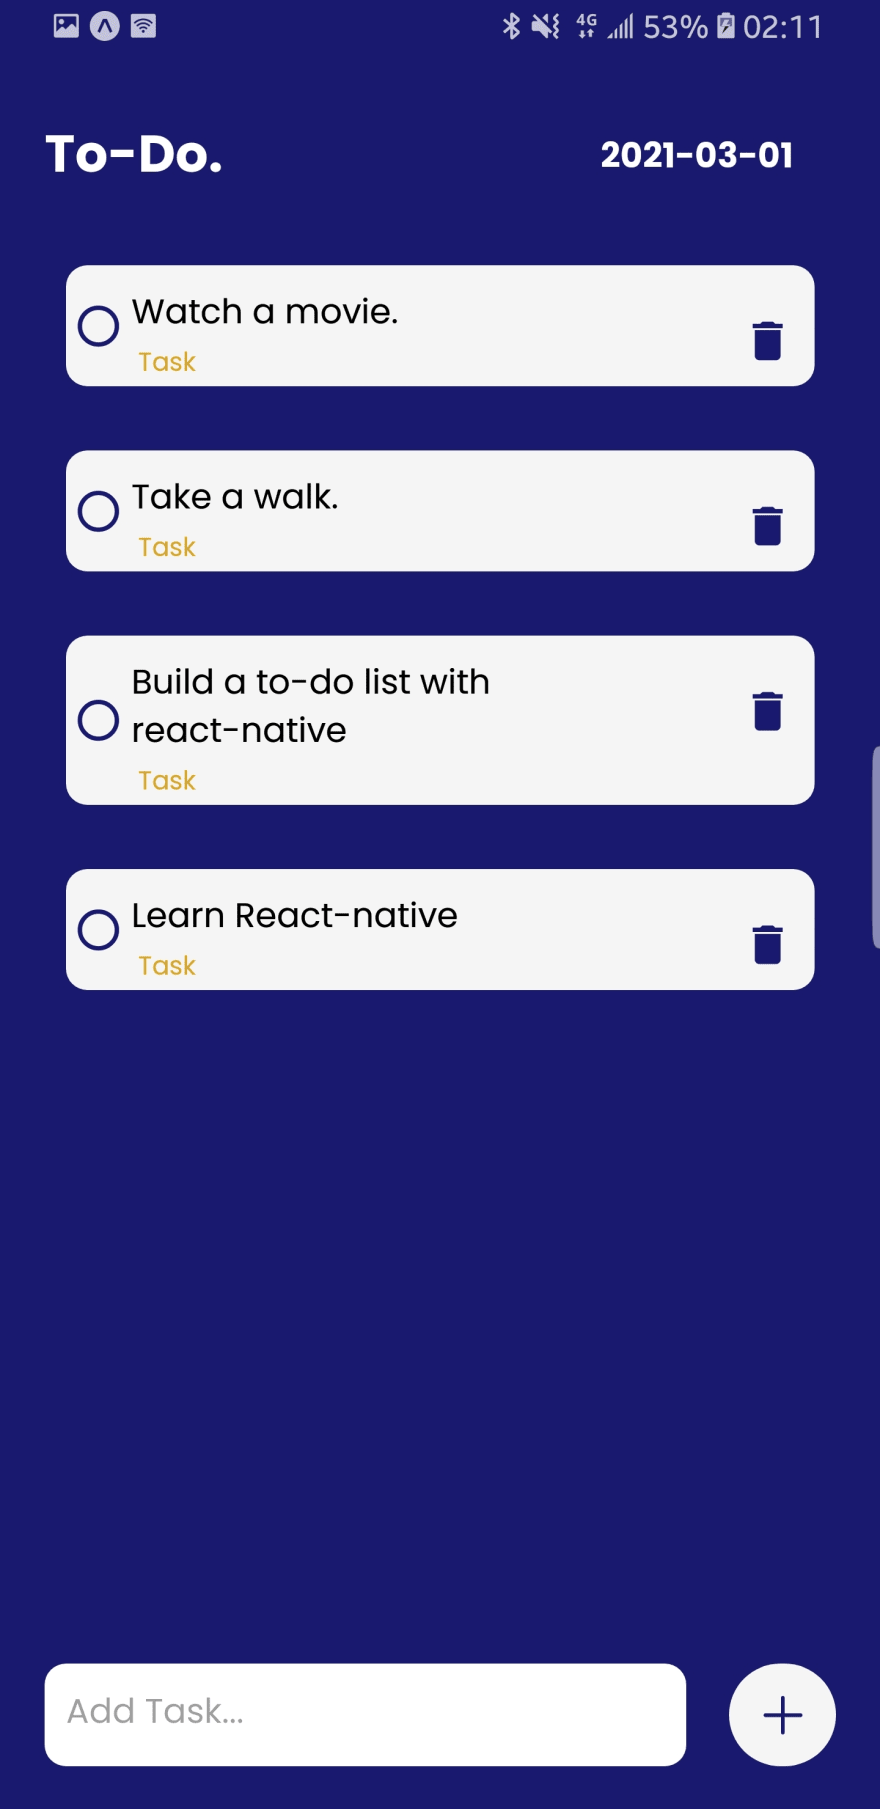 4G 53% 02:11
To-Do. 2021-03-01
Watch a movie.
Task
Take a walk.
Task
Build a to-do list with
react-native
Task
Learn React-native
Task
Add Task...